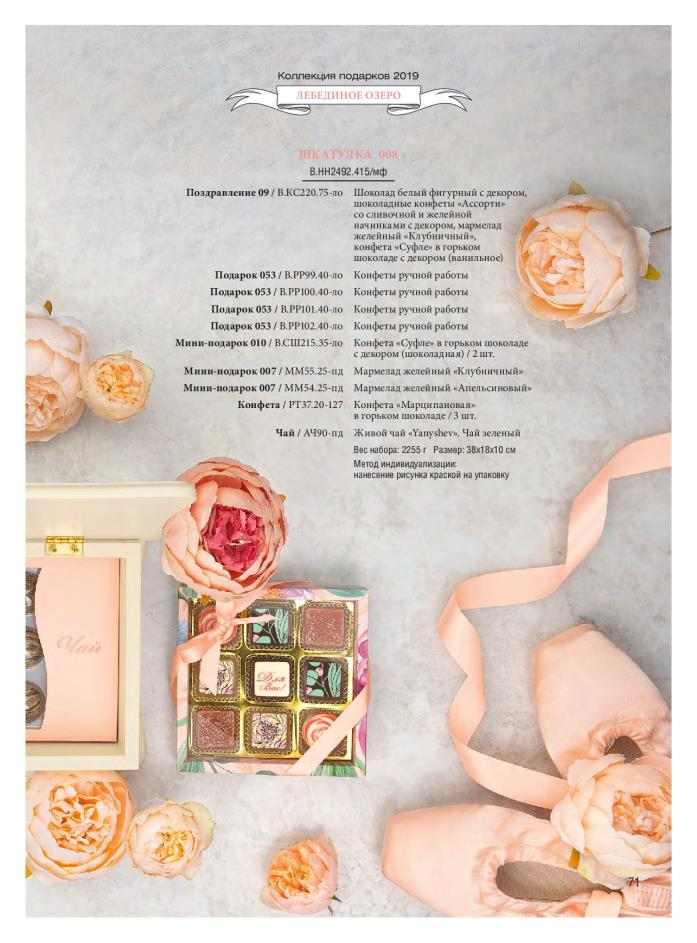 Коллекция подарков 2019
ЛЕБЕДИНОЕ ОЗЕРО
ШКАТУЛКА 008
В.НН2492.415/мф
Поздравление 09 / В.КС220.75-ло Шоколад белый фигурный с декором,
шоколадные конфеты «Ассорти»
со сливочной и желейной
начинками с декором, мармелад
желейный «Клубничный»,
конфета «Суфле» в горьком
шоколаде с декором (ванильное)
Подарок 053 / В.РР99.40-ло Конфеты ручной работы
Подарок 053 / В.РР100.40-ло Конфеты ручной работы
Подарок 053 / В.РР101.40-ло Конфеты ручной работы
Подарок 053 / В.РР102.40-ло Конфеты ручной работы
Мини-подарок 010 / В.СШ215.35-ло Конфета «Суфле» в горьком шоколаде
с декором (шоколадная) / 2 шт.
Мини-подарок 007 / ММ55.25-пд Мармелад желейный «Клубничный»
Мини-подарок 007 / ММ54.25-пд Мармелад желейный «Апельсиновый»
Конфета / РТ37.20-127 Конфета «Марципановая»
в горьком шоколаде / 3 шт.
Чай / АЧ90-пд Живой чай «Yanyshev». Чай зеленый
Вес набора: 2255 г Размер: 38х18х10 см
Метод индивидуализации:
нанесение рисунка краской на упаковку
Чай
Для
Вас!
71